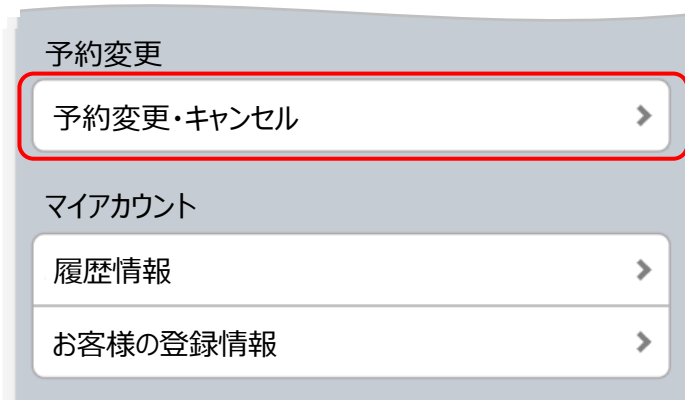 予約変更
予約変更・キャンセル
マイアカウント
履歴情報
お客様の登録情報